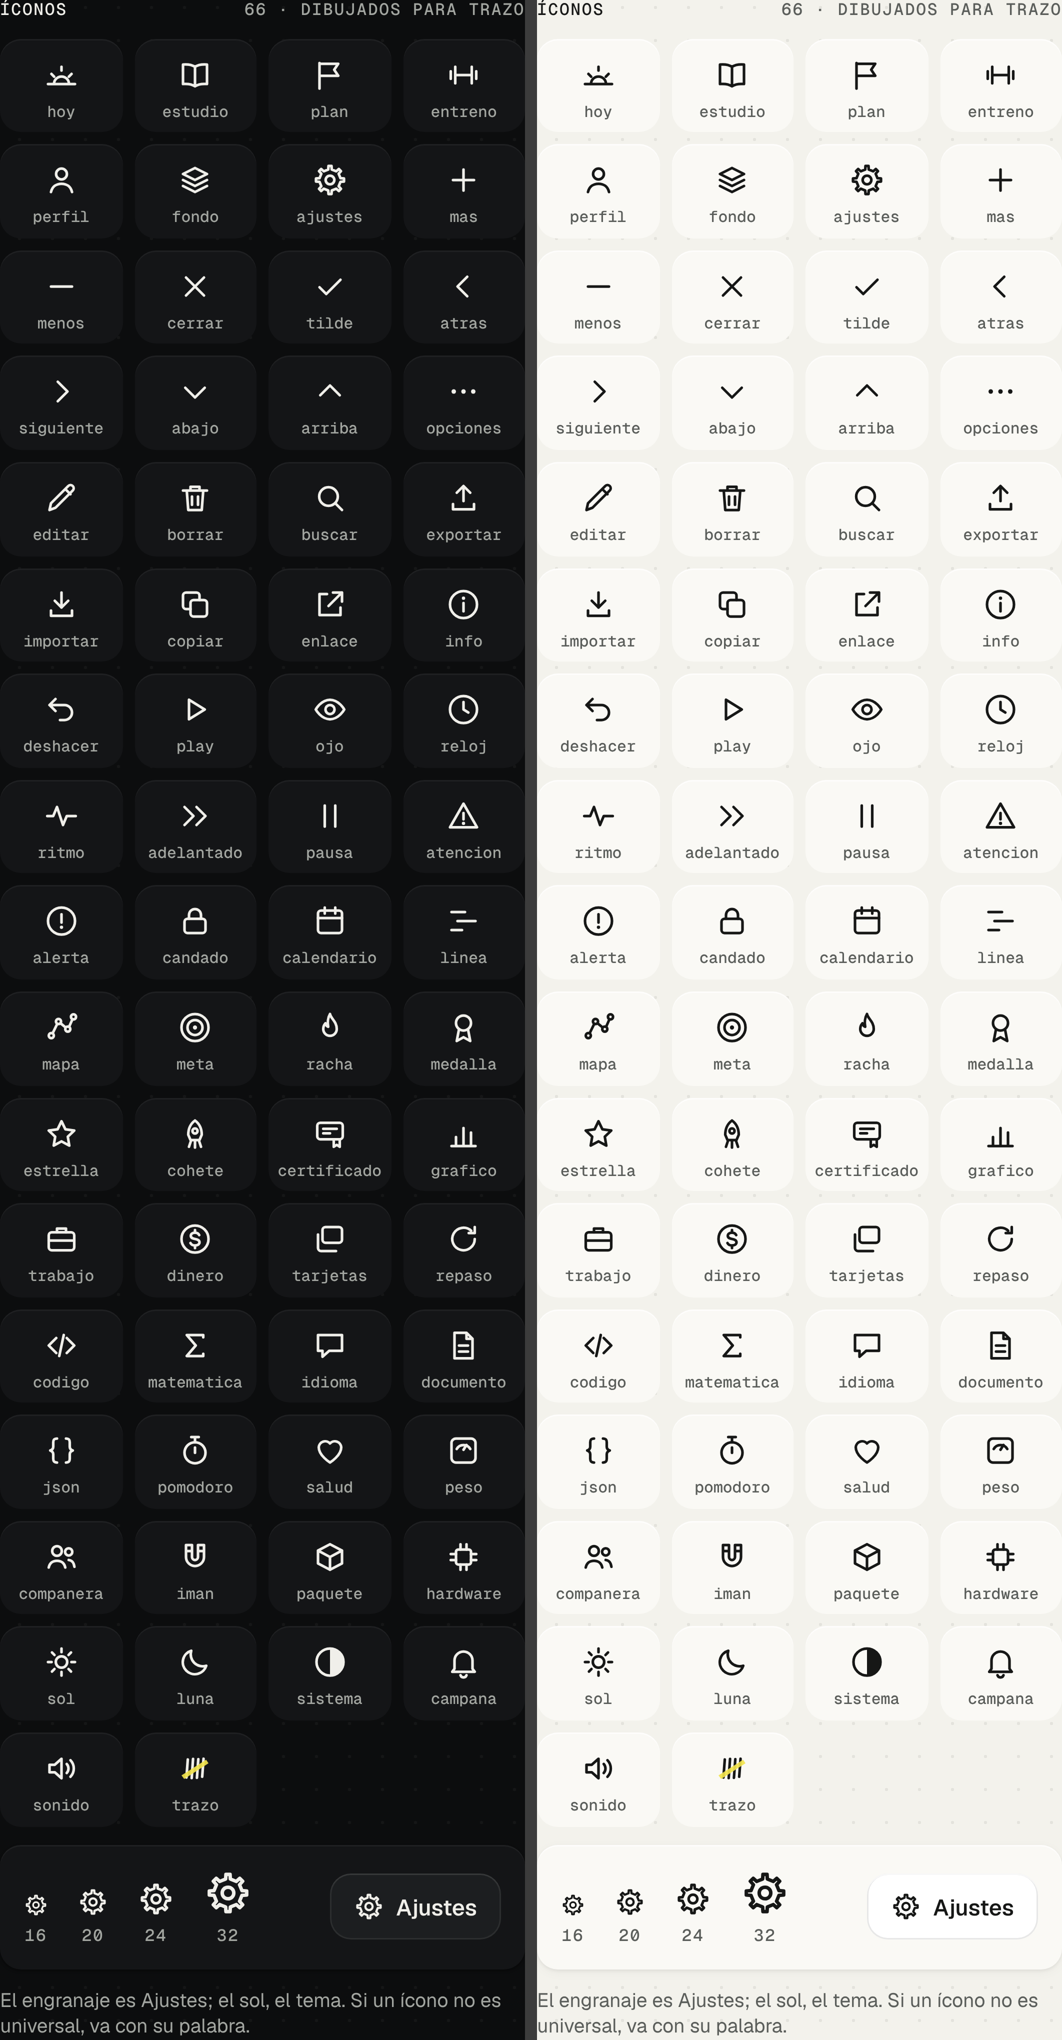 ÍCONOS 66 · DIBUJADOS PARA TRAZO
hoy estudio plan entreno
perfil fondo ajustes mas
menos cerrar tilde atras
siguiente abajo arriba opciones
editar borrar buscar exportar
importar copiar enlace info
deshacer play ojo reloj
ritmo adelantado pausa atencion
alerta candado calendario linea
mapa meta racha medalla
estrella cohete certificado grafico
trabajo dinero tarjetas repaso
codigo matematica idioma documento
json pomodoro salud peso
companera iman paquete hardware
sol luna sistema campana
sonido trazo
16 20 24 32 Ajustes
El engranaje es Ajustes; el sol, el tema. Si un ícono no es
universal, va con su palabra.
ÍCONOS 66 · DIBUJADOS PARA TRAZO
hoy estudio plan entreno
perfil fondo ajustes mas
menos cerrar tilde atras
siguiente abajo arriba opciones
editar borrar buscar exportar
importar copiar enlace info
deshacer play ojo reloj
ritmo adelantado pausa atencion
alerta candado calendario linea
mapa meta racha medalla
estrella cohete certificado grafico
trabajo dinero tarjetas repaso
codigo matematica idioma documento
json pomodoro salud peso
companera iman paquete hardware
sol luna sistema campana
sonido trazo
16 20 24 32 Ajustes
El engranaje es Ajustes; el sol, el tema. Si un ícono no es
universal, va con su palabra.